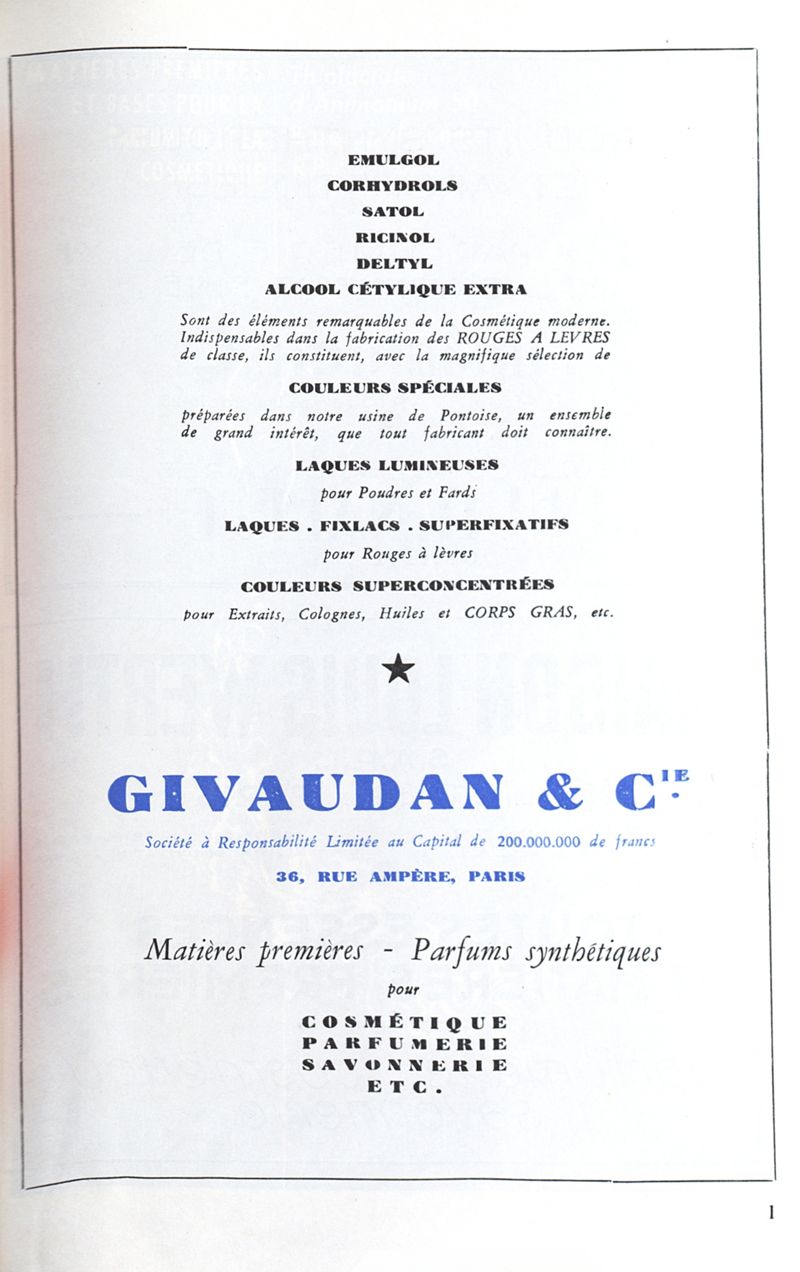 EMULGOL
CORHYDROLS
SATOL
RICINOL
DELTYL
ALCOOL CÉTYLIQUE EXTRA
Sont des éléments remarquables de la Cosmétique moderne.
Indispensables dans la fabrication des ROUGES A LEVRES
de classe, ils constituent, avec la magnifique sélection de
COULEURS SPÉCIALES
préparées dans notre usine de Pontoise, un ensemble
de grand intérêt, que tout fabricant doit connaître.
LAQUES LUMINEUSES
pour Poudres et Fards
LAQUES . FIXLACS . SUPERFIXATIFS
pour Rouges à lèvres
COULEURS SUPERCONCENTRÉES
pour Extraits, Colognes, Huiles et CORPS GRAS, etc.
GIVAUDAN & CIE.
Société à Responsabilité Limitée au Capital de 200.000.000 de francs
36, RUE AMPÈRE, PARIS
Matières premières - Parfums synthétiques
pour
COSMÉTIQUE
PARFUMERIE
SAVONNERIE
ETC.
1